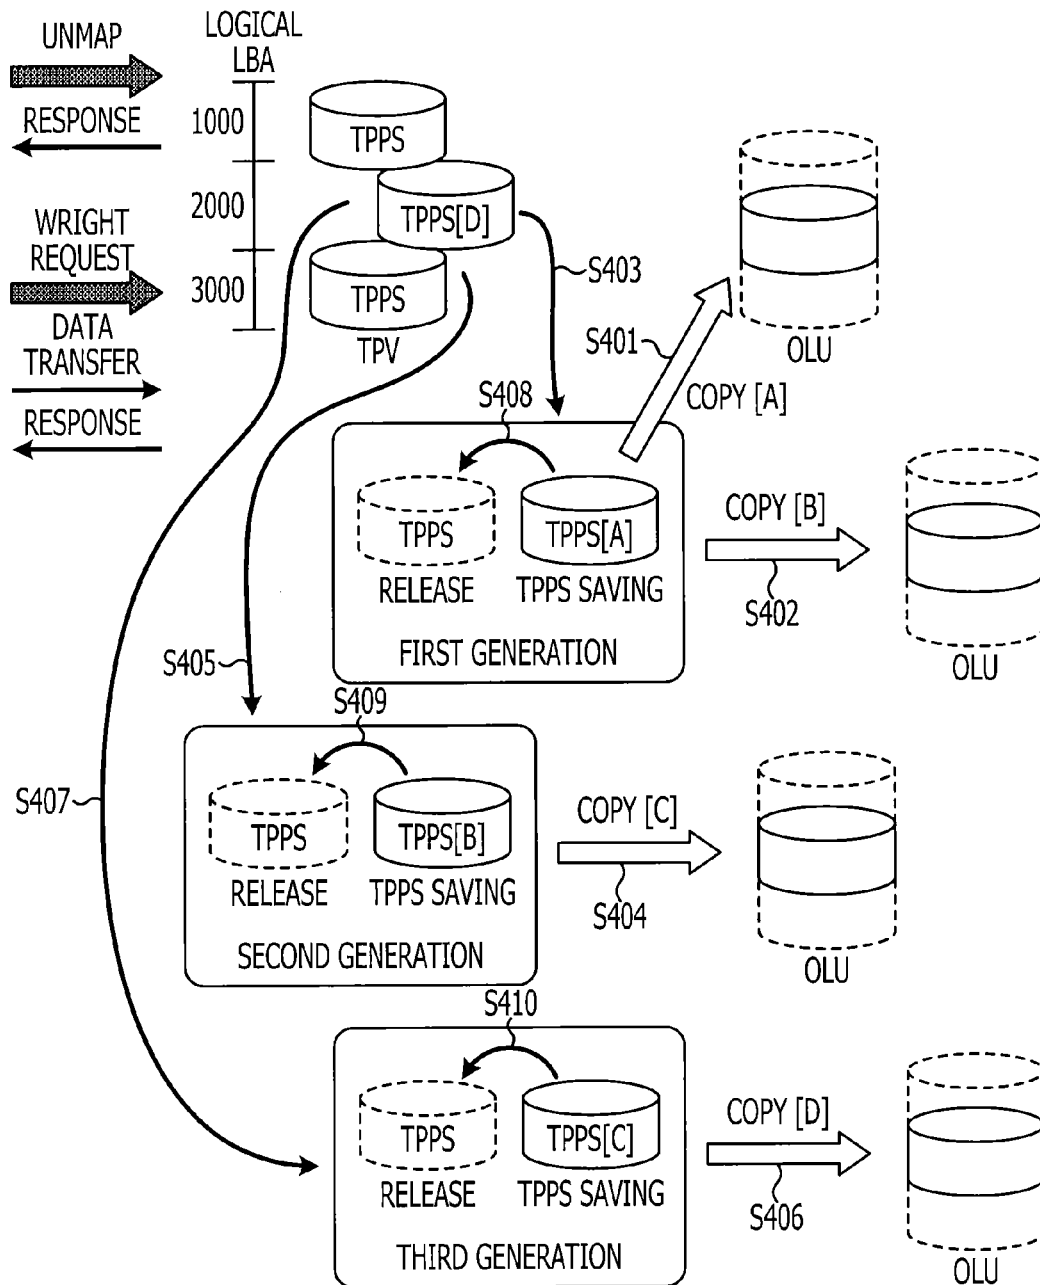 UNMAP
RESPONSE
WRIGHT
REQUEST
DATA
TRANSFER
RESPONSE
LOGICAL
LBA
1000
2000
3000
TPPS
TPPS[D]
TPPS
TPV
S403
S401
COPY [A]
OLU
S408
TPPS
TPPS[A]
RELEASE
TPPS SAVING
FIRST GENERATION
COPY [B]
S402
OLU
S405
S407
S409
TPPS
TPPS[B]
RELEASE
TPPS SAVING
SECOND GENERATION
COPY [C]
S404
OLU
S410
TPPS
TPPS[C]
RELEASE
TPPS SAVING
THIRD GENERATION
COPY [D]
S406
OLU